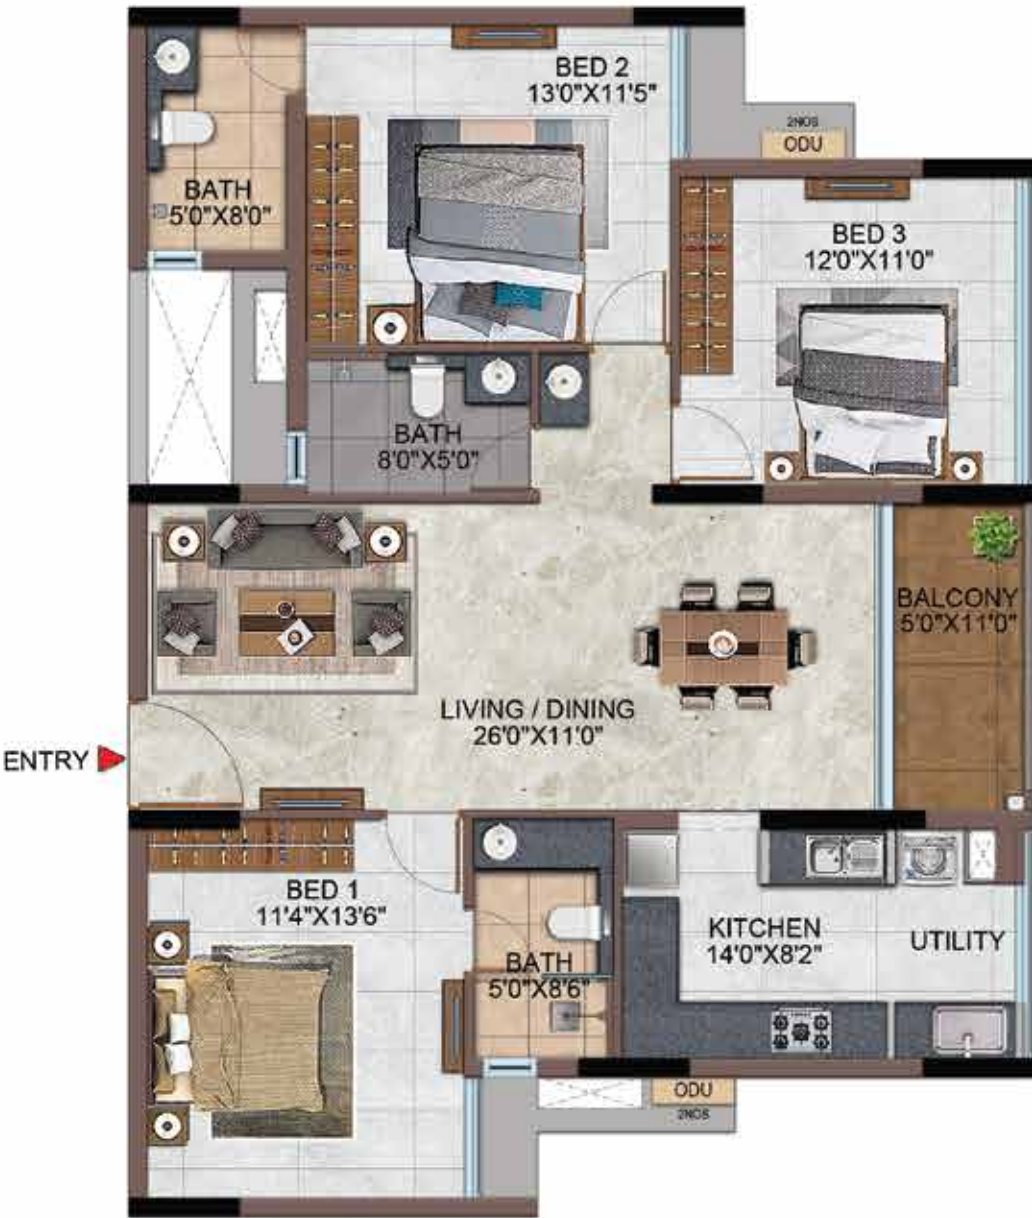 BED 2
13'0"X11'5"
2NOS
ODU
BATH
5'0"X8'0"
BED 3
12'0"X11'0"
BATH
8'0"X5'0"
BALCONY
5'0"X11'0"
LIVING / DINING
26'0"X11'0"
ENTRY
BED 1
11'4"X13'6"
KITCHEN
14'0"X8'2"
UTILITY
BATH
5'0"X8'6"
ODU
2NOS